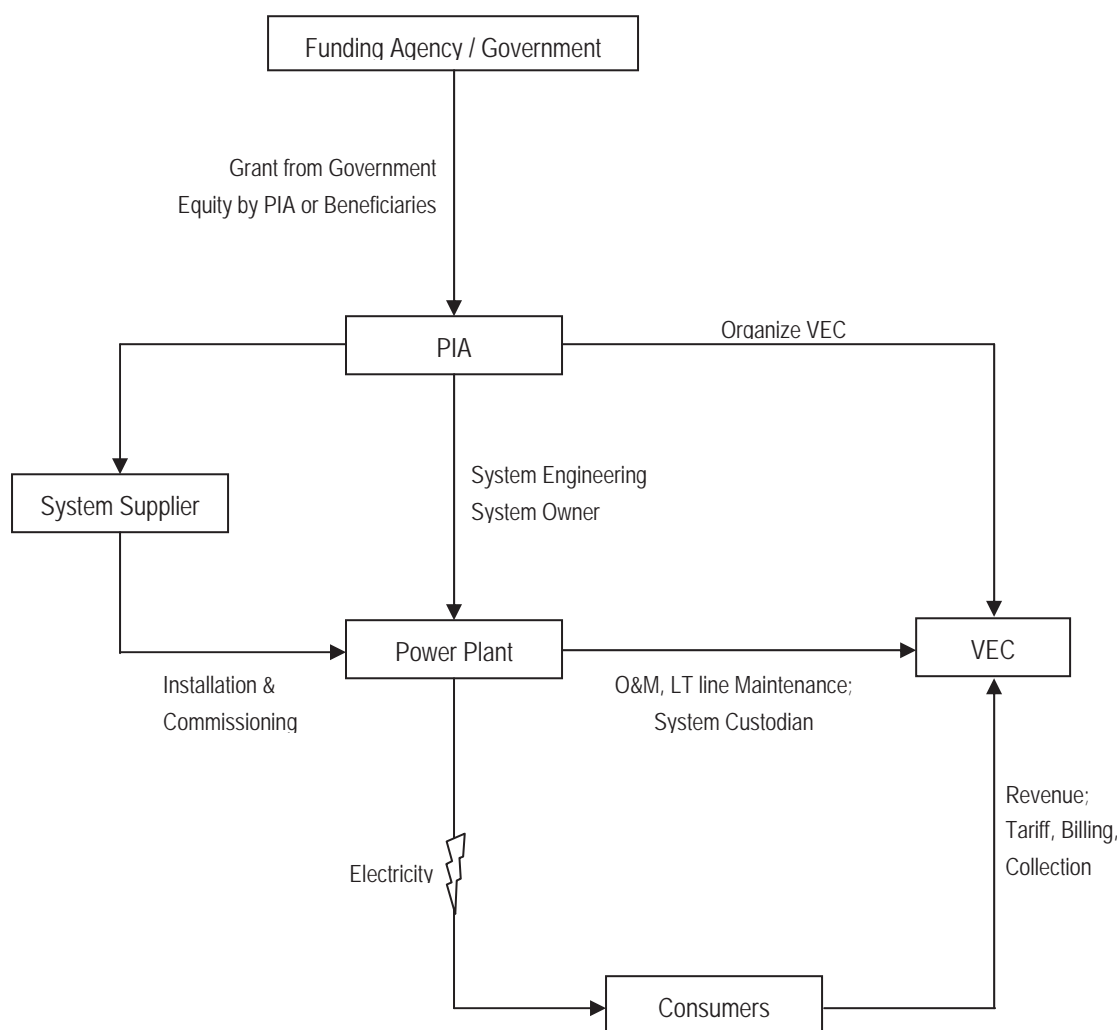 Funding Agency / Government
Grant from Government
Equity by PIA or Beneficiaries
PIA
Organize VEC
System Supplier
System Engineering
System Owner
Power Plant
VEC
Installation &
Commissioning
O&M, LT line Maintenance;
System Custodian
Revenue;
Tariff, Billing,
Collection
Electricity
Consumers